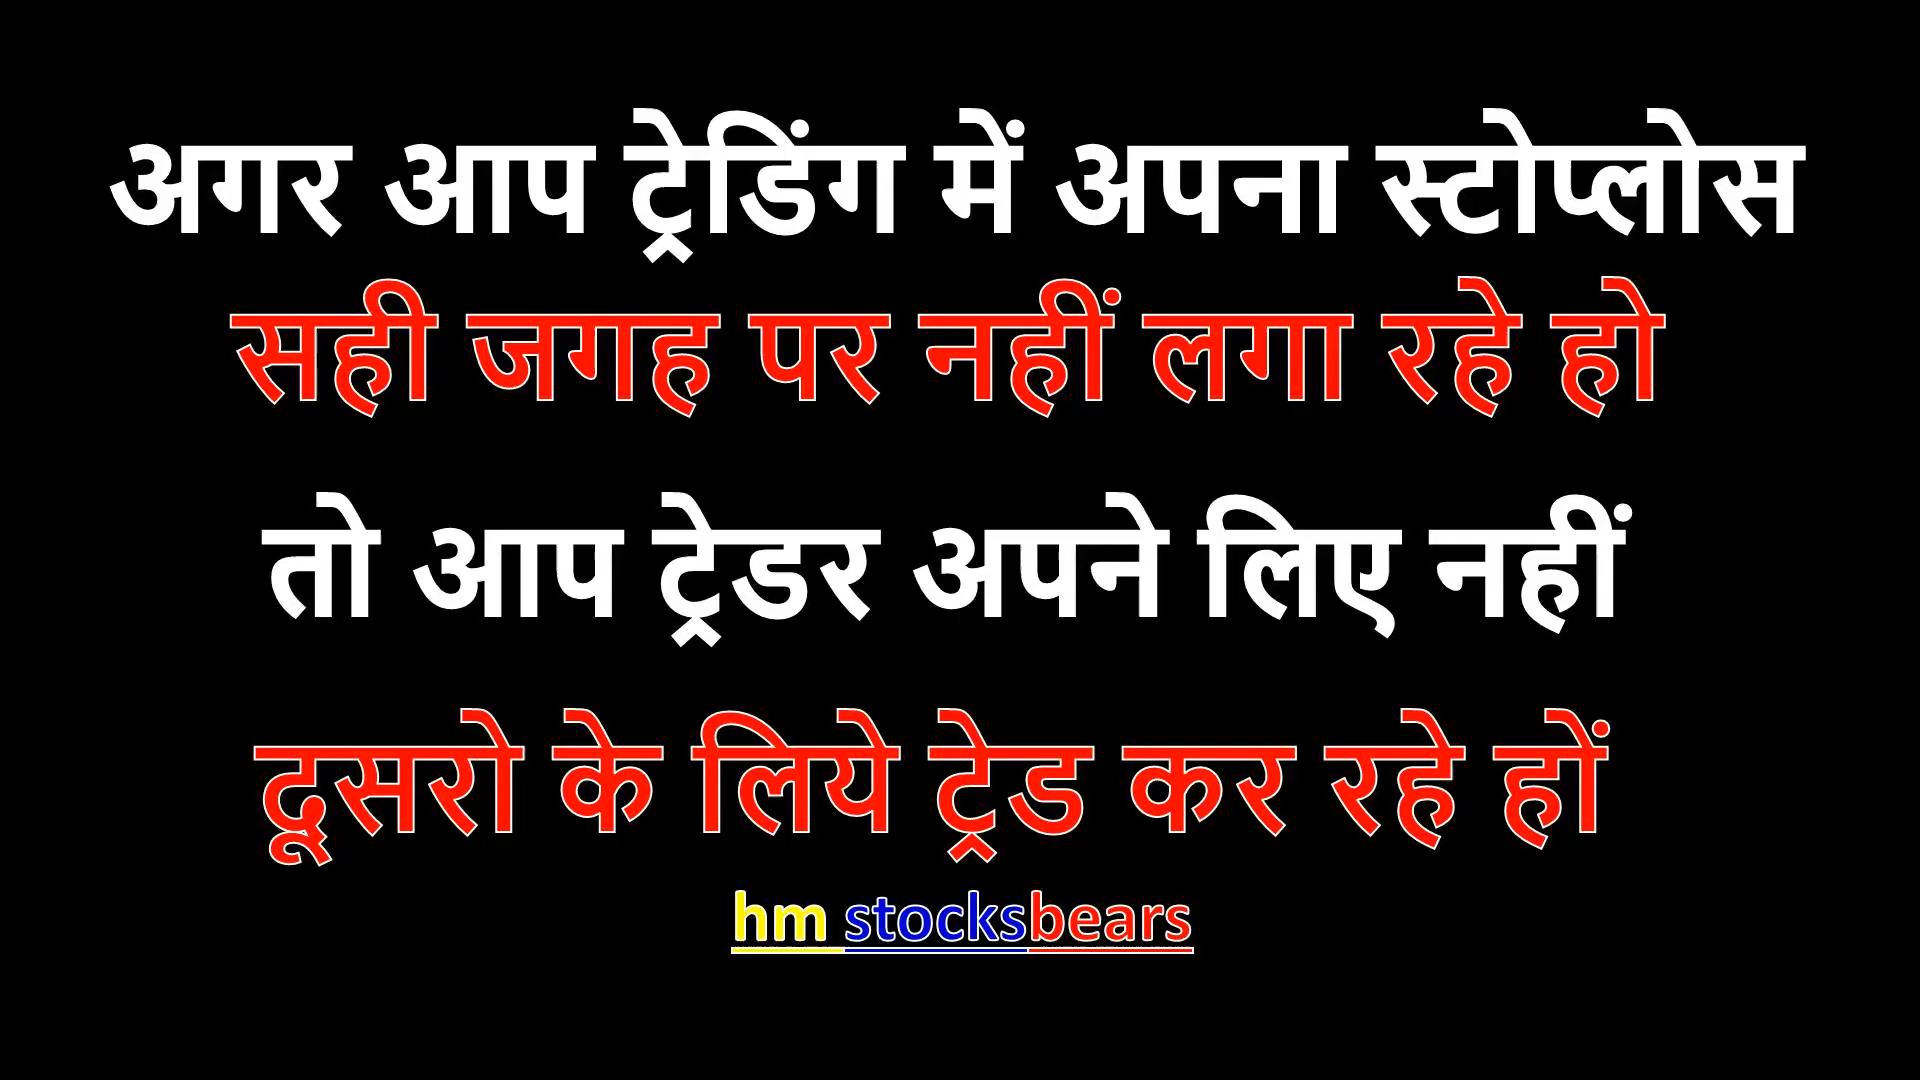 अगर आप ट्रेडिंग में अपना स्टोप्लोस
सही जगह पर नहीं लगा रहे हो
तो आप ट्रेडर अपने लिए नहीं
दूसरो के लिये ट्रेड कर रहे हों
hm stocksbears